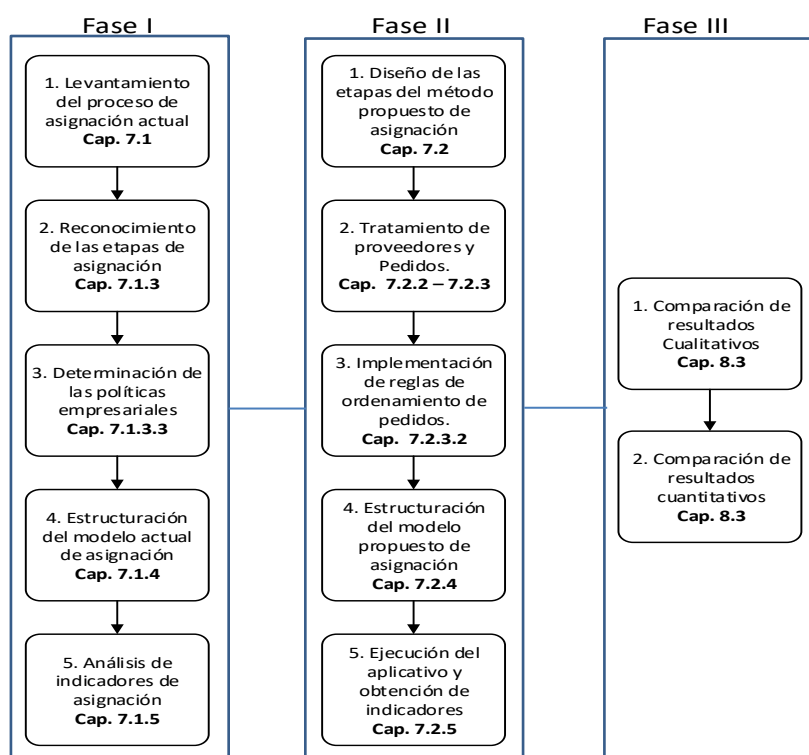 Fase I
1. Levantamiento
del proceso de
asignación actual
Cap. 7.1
2. Reconocimiento
de las etapas de
asignación
Cap. 7.1.3
3. Determinación de
las políticas
empresariales
Cap. 7.1.3.3
4. Estructuración
del modelo actual
de asignación
Cap. 7.1.4
5. Análisis de
indicadores de
asignación
Cap. 7.1.5
Fase II
1. Diseño de las
etapas del método
propuesto de
asignación
Cap. 7.2
2. Tratamiento de
proveedores y
Pedidos.
Cap. 7.2.2 – 7.2.3
3. Implementación
de reglas de
ordenamiento de
pedidos.
Cap. 7.2.3.2
4. Estructuración
del modelo
propuesto de
asignación
Cap. 7.2.4
5. Ejecución del
aplicativo y
obtención de
indicadores
Cap. 7.2.5
Fase III
1. Comparación de
resultados
Cualitativos
Cap. 8.3
2. Comparación de
resultados
cuantitativos
Cap. 8.3